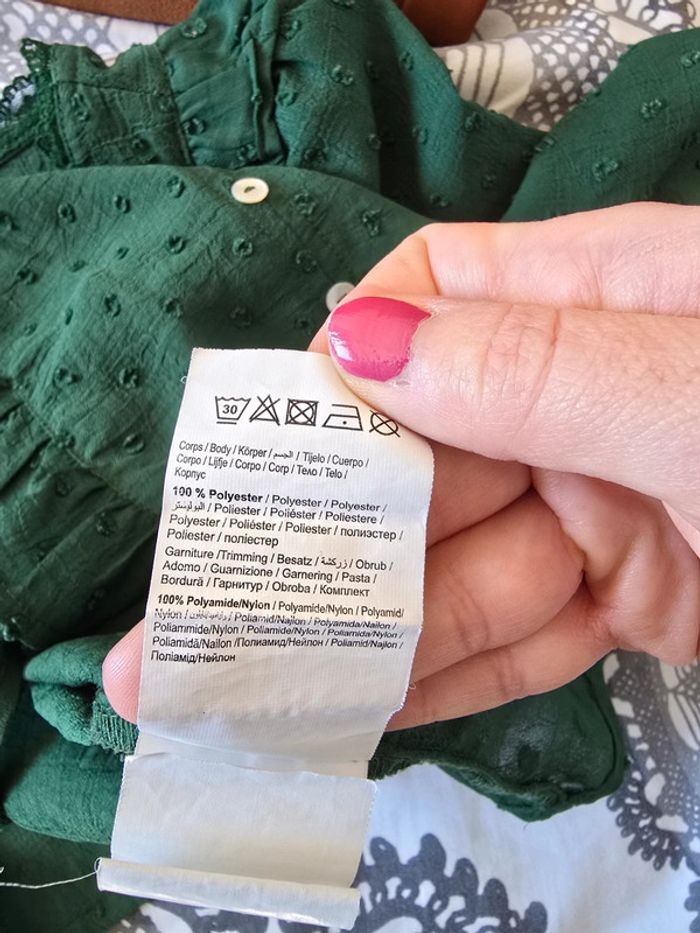 30
Corps / Body / Körper / الجسم / Tijelo / Cuerpo /
Corpo / Lijfje / Corpo / Corp / Тело / Telo /
Корпус
100 % Polyester / Polyester / Polyester /
البوليستر / Poliester / Poliéster / Poliestere /
Polyester / Poliéster / Poliester / полиэстер /
Poliester / поліестер
Garniture /Trimming / Besatz / زركشة / Obrub /
Adorno / Guarnizione / Garnering / Pasta /
Bordură / Гарнитур / Obroba / Комплект
100% Polyamide/Nylon / Polyamide/Nylon / Polyamid/
Nylon / / Poliamid/Najlon / Polyamida/Nailon /
Poliammide/Nylon / Poliamide/Nylon / Poliamida/Nylon /
Poliamidă/Nailon /Полиамид/Нейлон / Poliamid/Najlon /
Поліамід/Нейлон